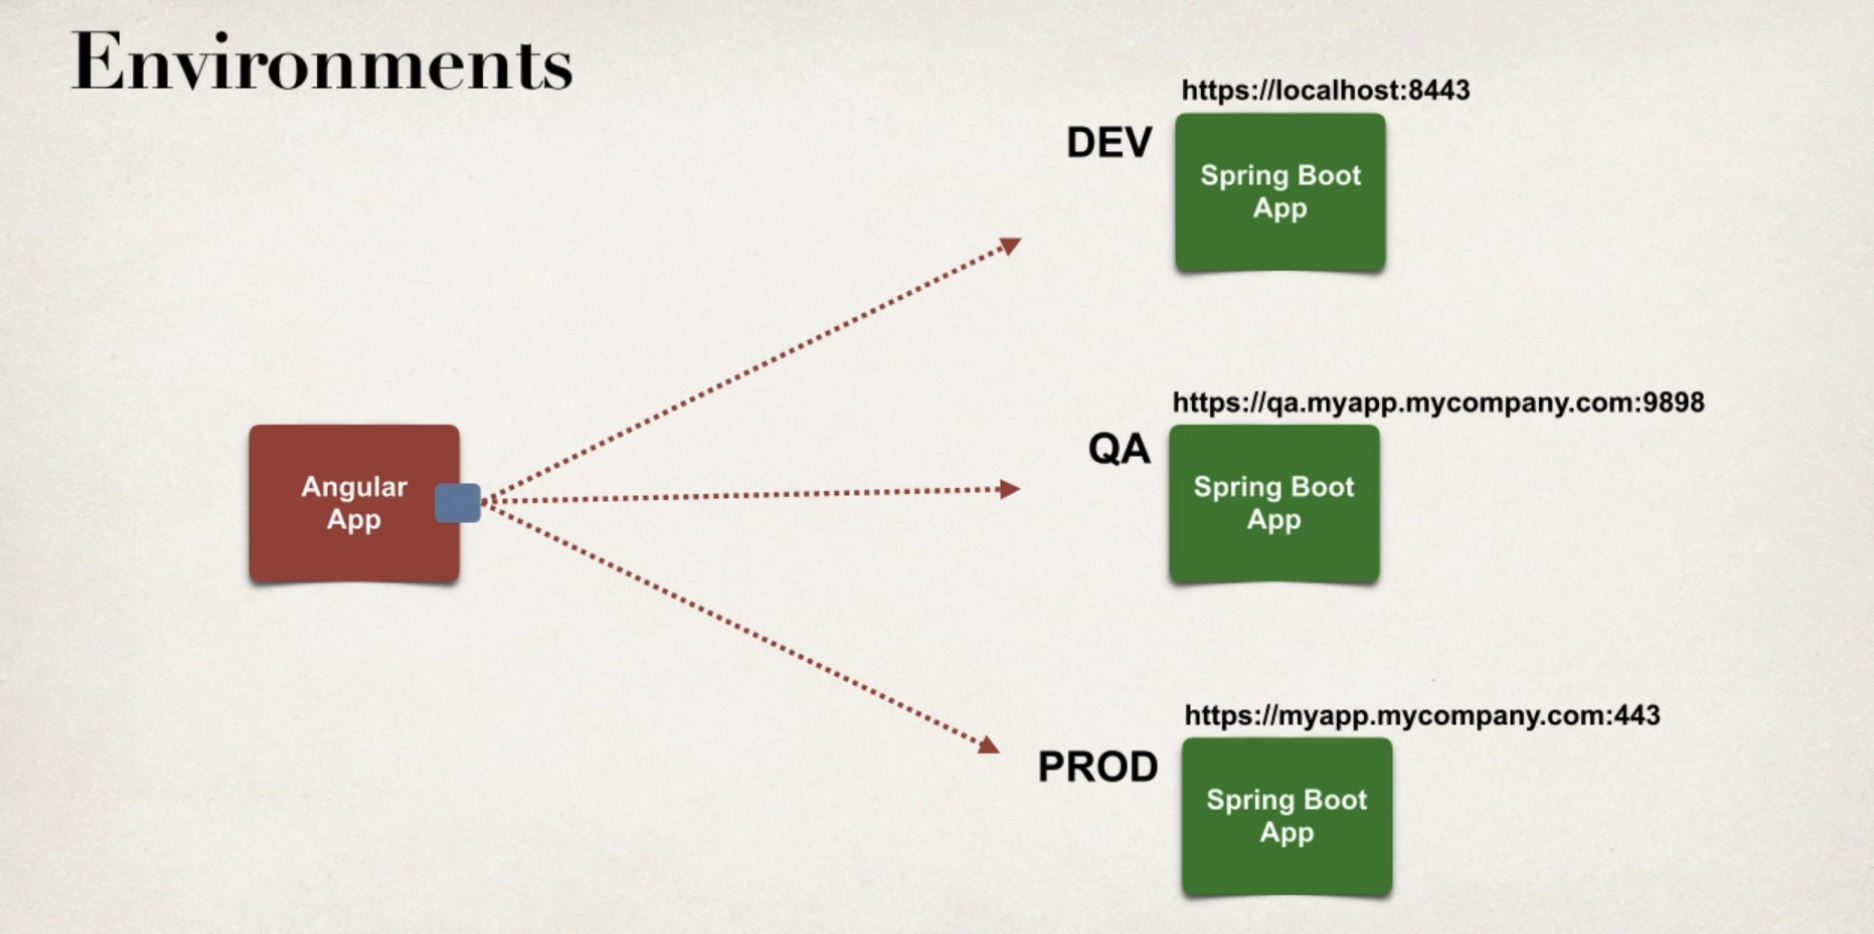 Environments
https://localhost:8443
DEV
Spring Boot
App
Angular
App
https://qa.myapp.mycompany.com:9898
QA
Spring Boot
App
https://myapp.mycompany.com:443
PROD
Spring Boot
App